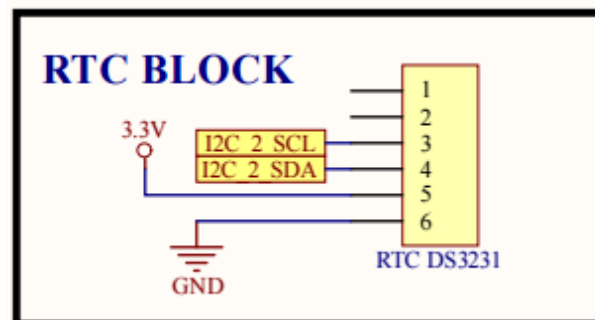 RTC BLOCK
3.3V
I2C_2_SCL
I2C_2_SDA
1
2
3
4
5
6
RTC DS3231
GND